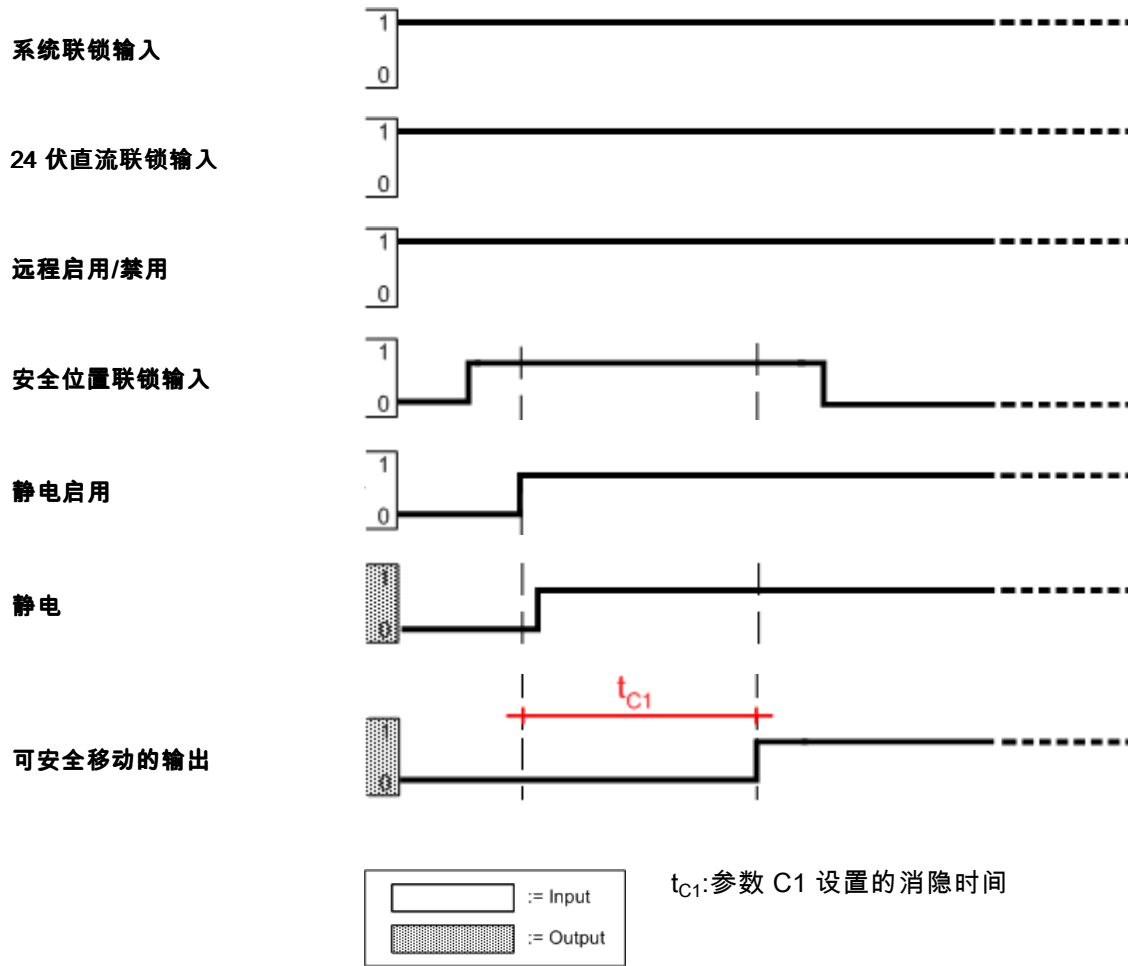 系统联锁输入
1
0
24 伏直流联锁输入
1
0
远程启用/禁用
1
0
安全位置联锁输入
1
0
静电启用
1
0
静电
1
0
可安全移动的输出
tC1
1
0
:= Input
:= Output
tC1:参数 C1 设置的消隐时间